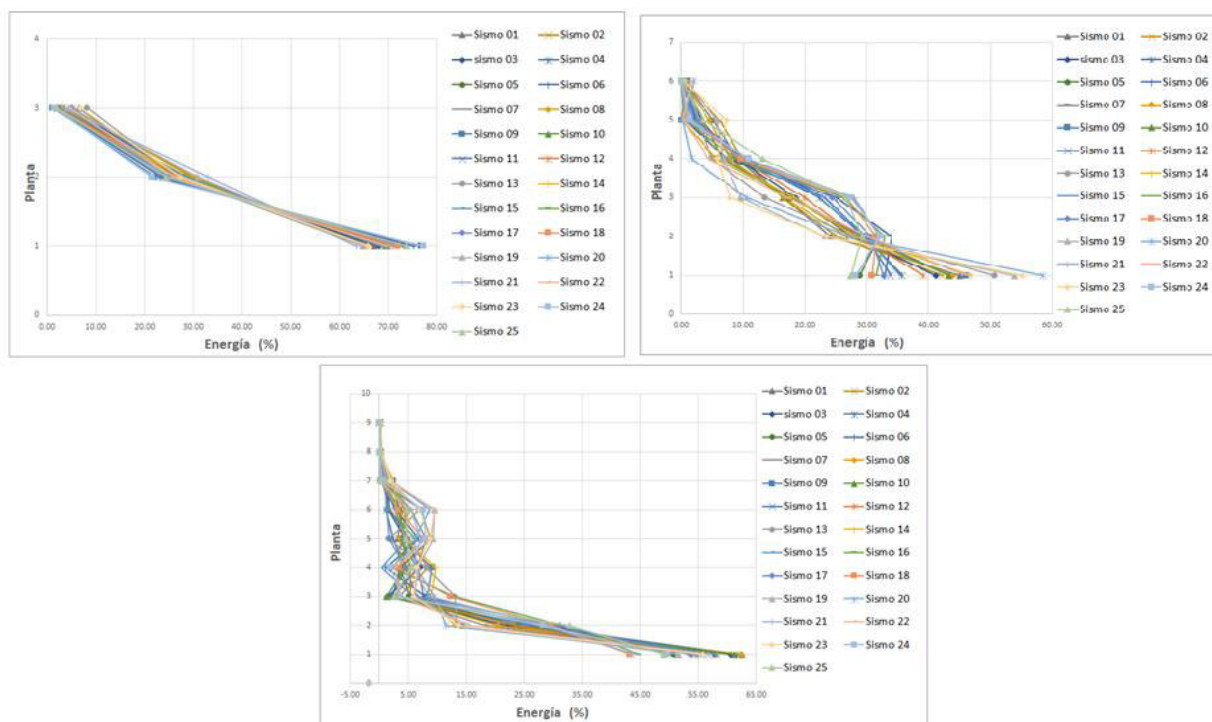 4
3
2
1
0
Planta
0.00 10.00 20.00 30.00 40.00 50.00 60.00 70.00 80.00
Energía (%)
Sismo 01 Sismo 02
sismo 03 Sismo 04
Sismo 05 Sismo 06
Sismo 07 Sismo 08
Sismo 09 Sismo 10
Sismo 11 Sismo 12
Sismo 13 Sismo 14
Sismo 15 Sismo 16
Sismo 17 Sismo 18
Sismo 19 Sismo 20
Sismo 21 Sismo 22
Sismo 23 Sismo 24
Sismo 25
7
6
5
4
3
2
1
0
Planta
0.00 10.00 20.00 30.00 40.00 50.00 60.00
Energía (%)
Sismo 01 Sismo 02
sismo 03 Sismo 04
Sismo 05 Sismo 06
Sismo 07 Sismo 08
Sismo 09 Sismo 10
Sismo 11 Sismo 12
Sismo 13 Sismo 14
Sismo 15 Sismo 16
Sismo 17 Sismo 18
Sismo 19 Sismo 20
Sismo 21 Sismo 22
Sismo 23 Sismo 24
Sismo 25
10
9
8
7
6
5
4
3
2
1
0
Planta
-5.00 5.00 15.00 25.00 35.00 45.00 55.00 65.00
Energía (%)
Sismo 01 Sismo 02
sismo 03 Sismo 04
Sismo 05 Sismo 06
Sismo 07 Sismo 08
Sismo 09 Sismo 10
Sismo 11 Sismo 12
Sismo 13 Sismo 14
Sismo 15 Sismo 16
Sismo 17 Sismo 18
Sismo 19 Sismo 20
Sismo 21 Sismo 22
Sismo 23 Sismo 24
Sismo 25